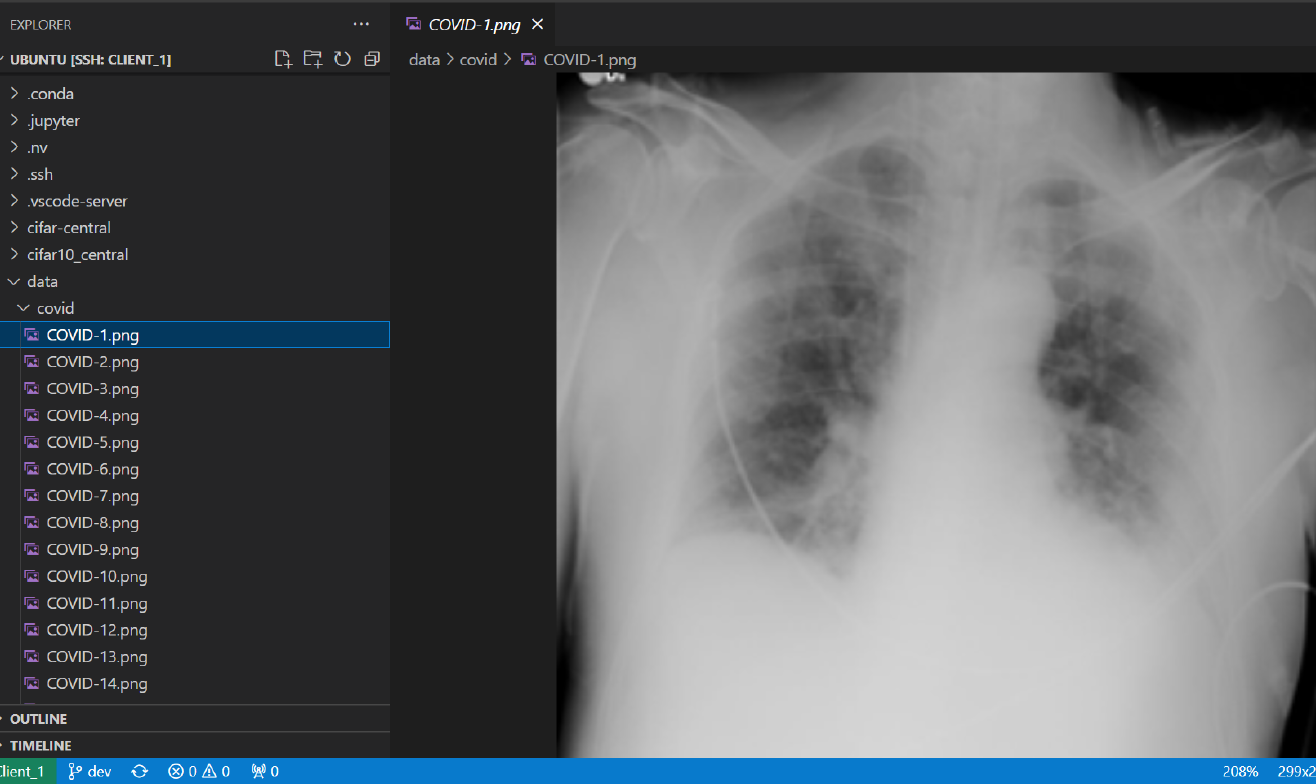 EXPLORER
···
COVID-1.png
UBUNTU [SSH: CLIENT_1]
data > covid > COVID-1.png
.conda
.jupyter
.nv
.ssh
.vscode-server
cifar-central
cifar10_central
data
covid
COVID-1.png
COVID-2.png
COVID-3.png
COVID-4.png
COVID-5.png
COVID-6.png
COVID-7.png
COVID-8.png
COVID-9.png
COVID-10.png
COVID-11.png
COVID-12.png
COVID-13.png
COVID-14.png
OUTLINE
TIMELINE
lient_1 dev 0 0 0 208% 299x2